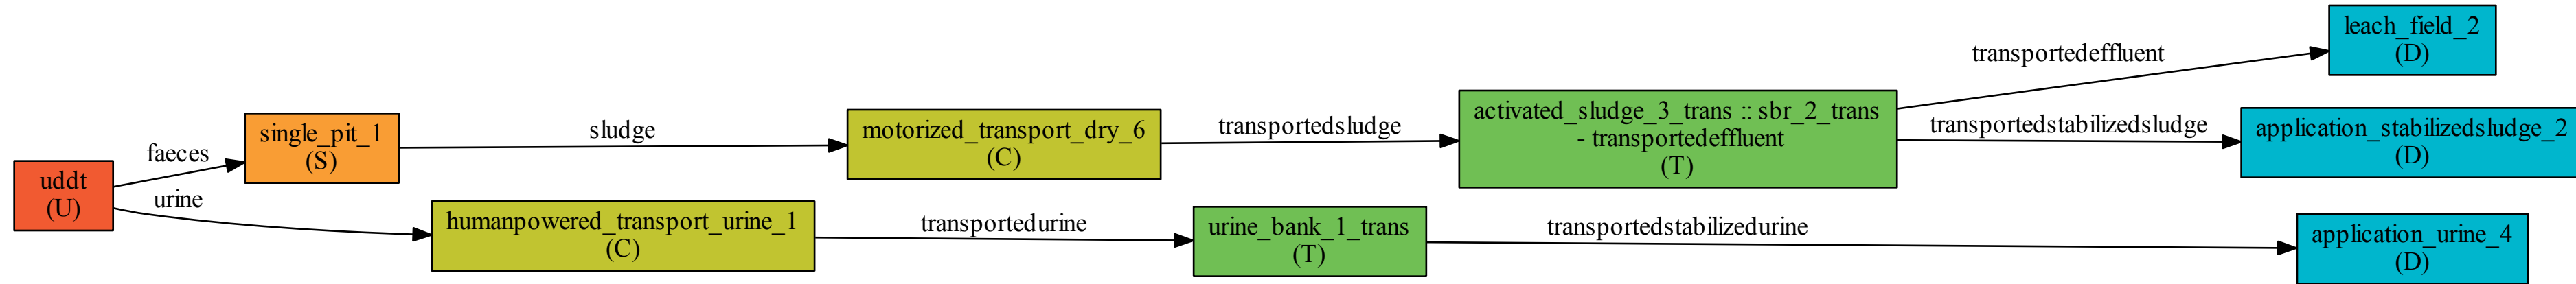 uddt
(U)
faeces
urine
single_pit_1
(S)
sludge
humanpowered_transport_urine_1
(C)
transportedurine
motorized_transport_dry_6
(C)
transportedsludge
urine_bank_1_trans
(T)
transportedstabilizedurine
activated_sludge_3_trans :: sbr_2_trans
- transportedeffluent
(T)
transportedeffluent
transportedstabilizedsludge
leach_field_2
(D)
application_stabilizedsludge_2
(D)
application_urine_4
(D)